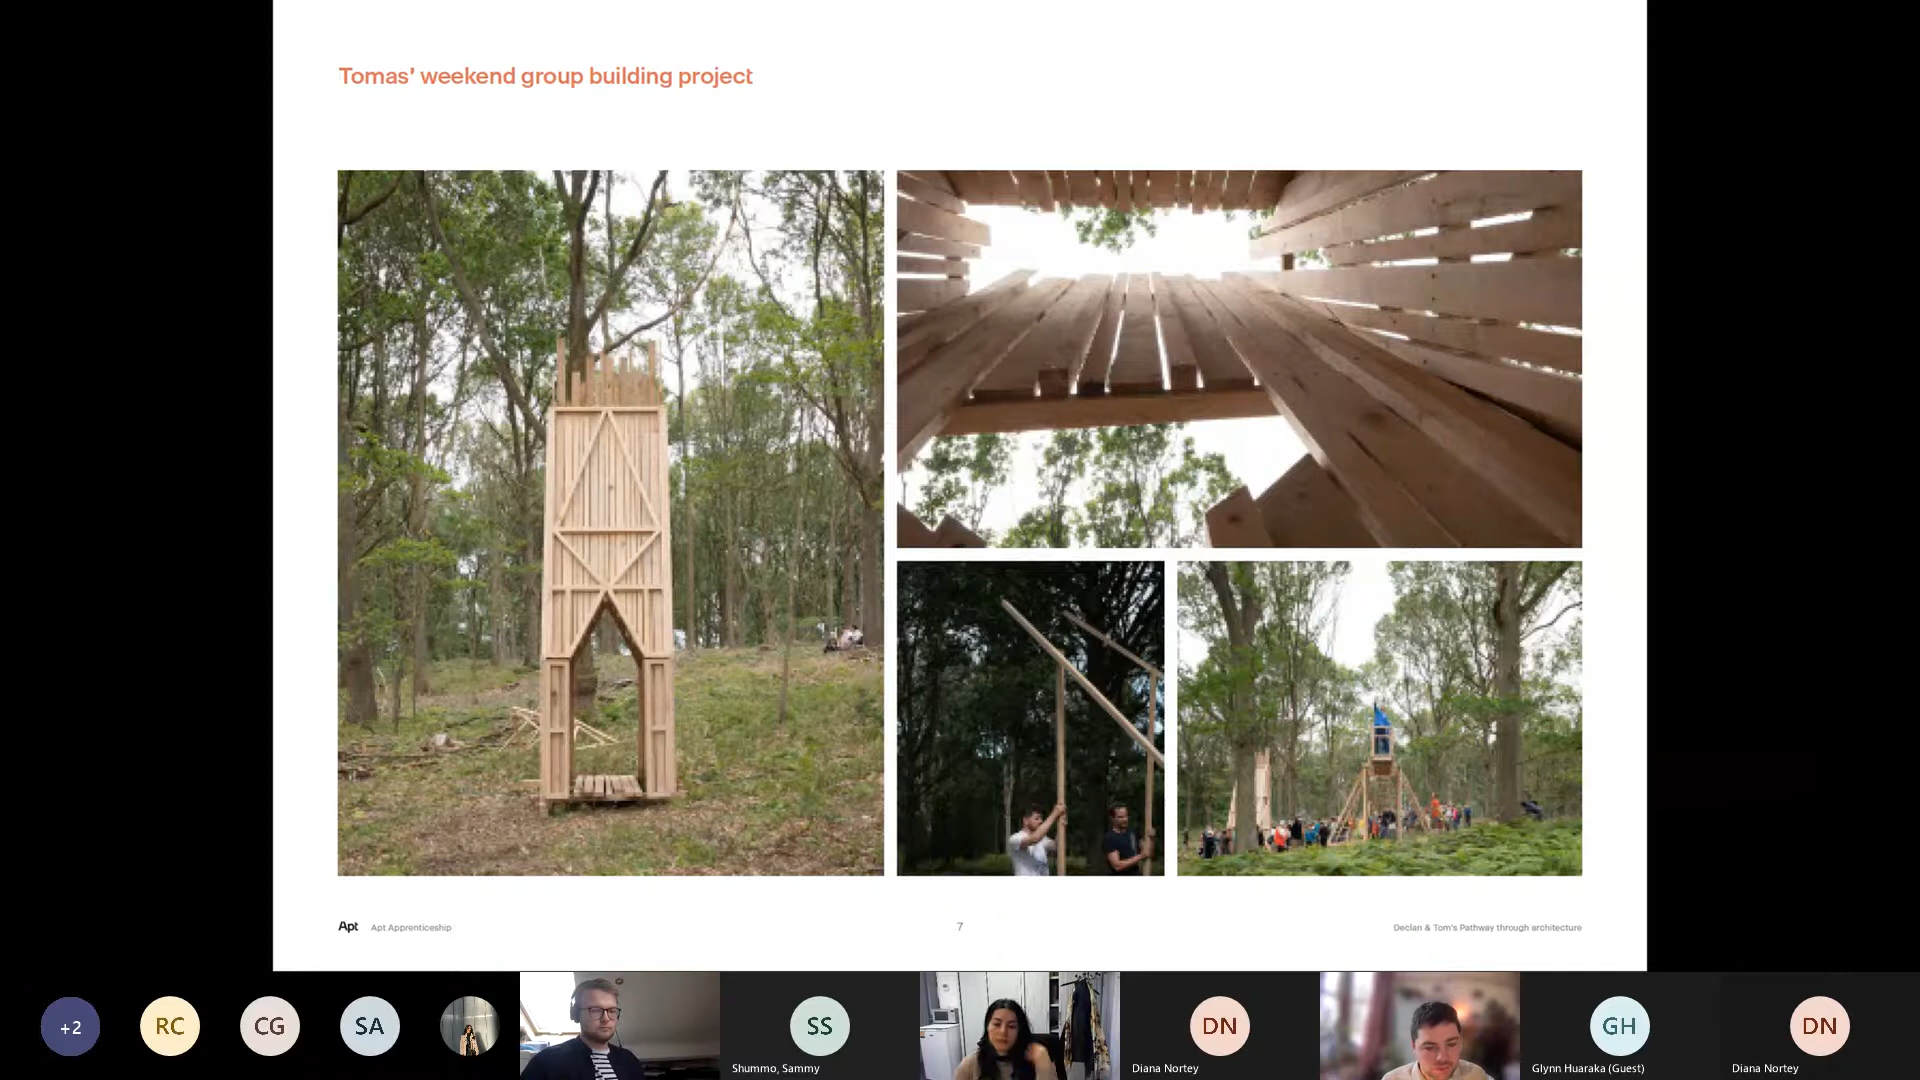 Tomas' weekend group building project
Apt
Apt Apprenticeship
7
Declan & Tom's Pathway through architecture
+2
RC
CG
SA
SS
Shummo, Sammy
DN
Diana Nortey
GH
Glynn Huaraka (Guest)
DN
Diana Nortey